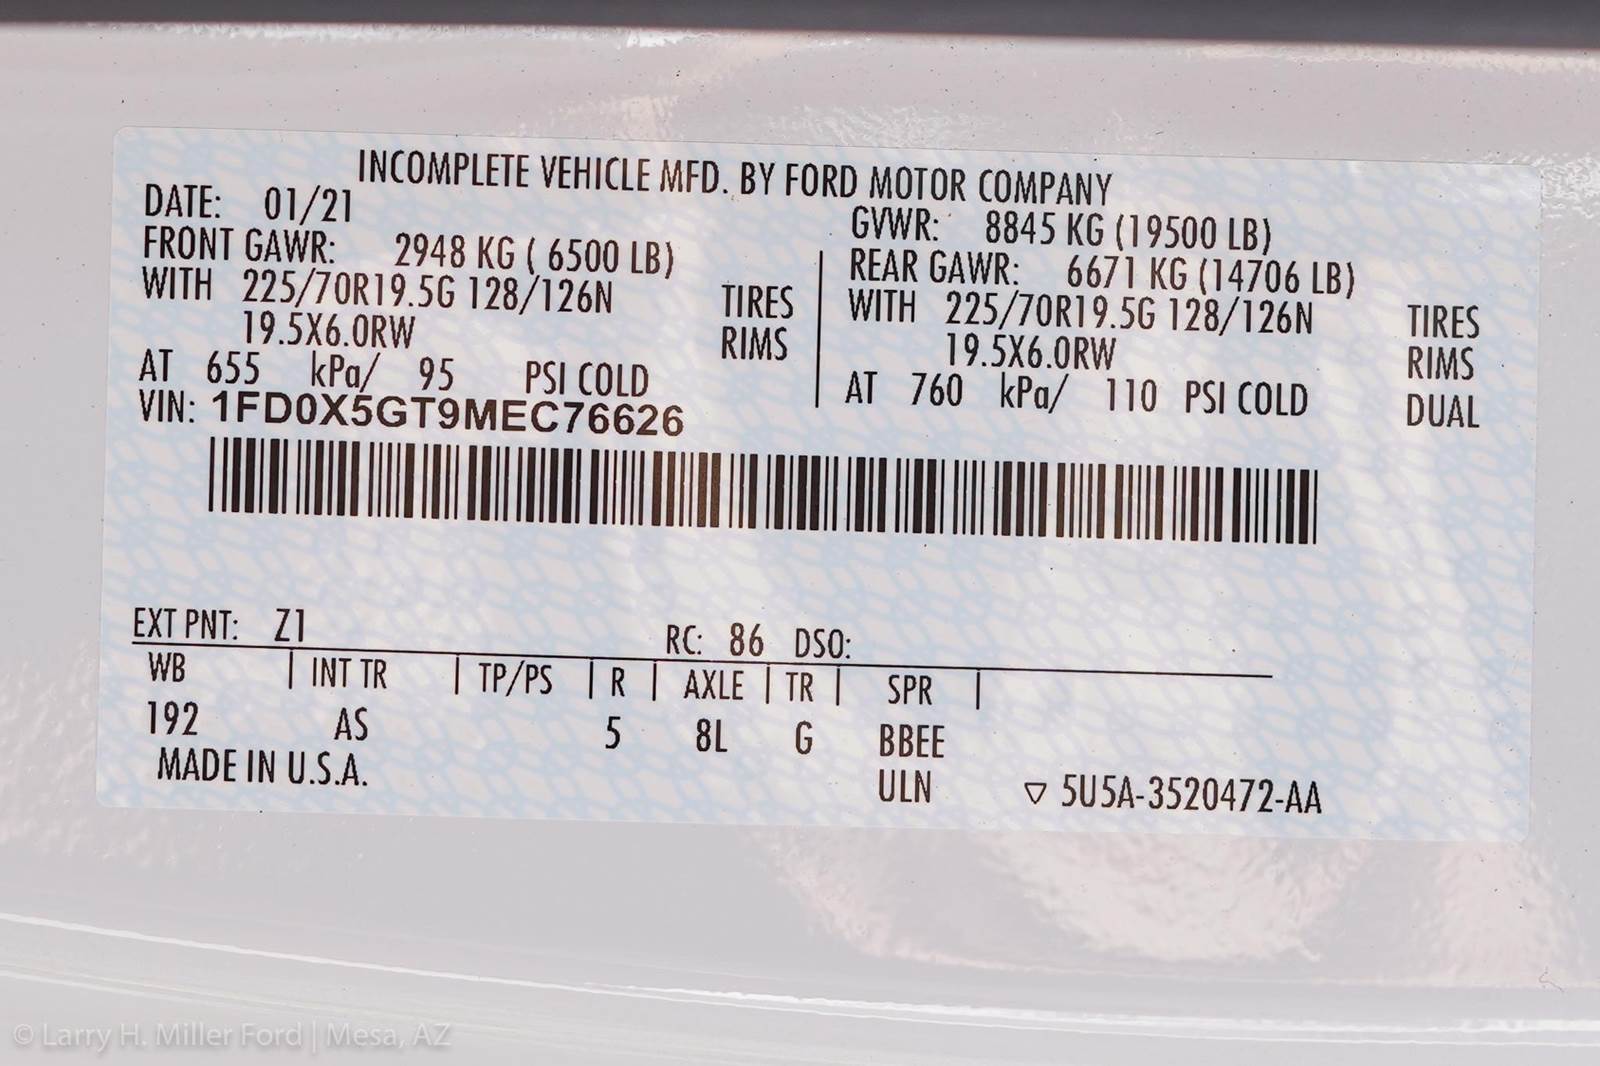 INCOMPLETE VEHICLE MFD. BY FORD MOTOR COMPANY
DATE: 01/21 GVWR: 8845 KG (19500 LB)
FRONT GAWR: 2948 KG ( 6500 LB) REAR GAWR: 6671 KG (14706 LB)
WITH 225/70R19.5G 128/126N TIRES WITH 225/70R19.5G 128/126N TIRES
19.5X6.0RW RIMS 19.5X6.0RW RIMS
AT 655 kPa/ 95 PSI COLD AT 760 kPa/ 110 PSI COLD DUAL
VIN: 1FD0X5GT9MEC76626
EXT PNT: Z1 RC: 86 DSO:
WB | INT TR | TP/PS | R | AXLE | TR | SPR |
192 AS 5 8L G BBEE
MADE IN U.S.A. ULN ▽ 5U5A-3520472-AA
© Larry H. Miller Ford | Mesa, AZ